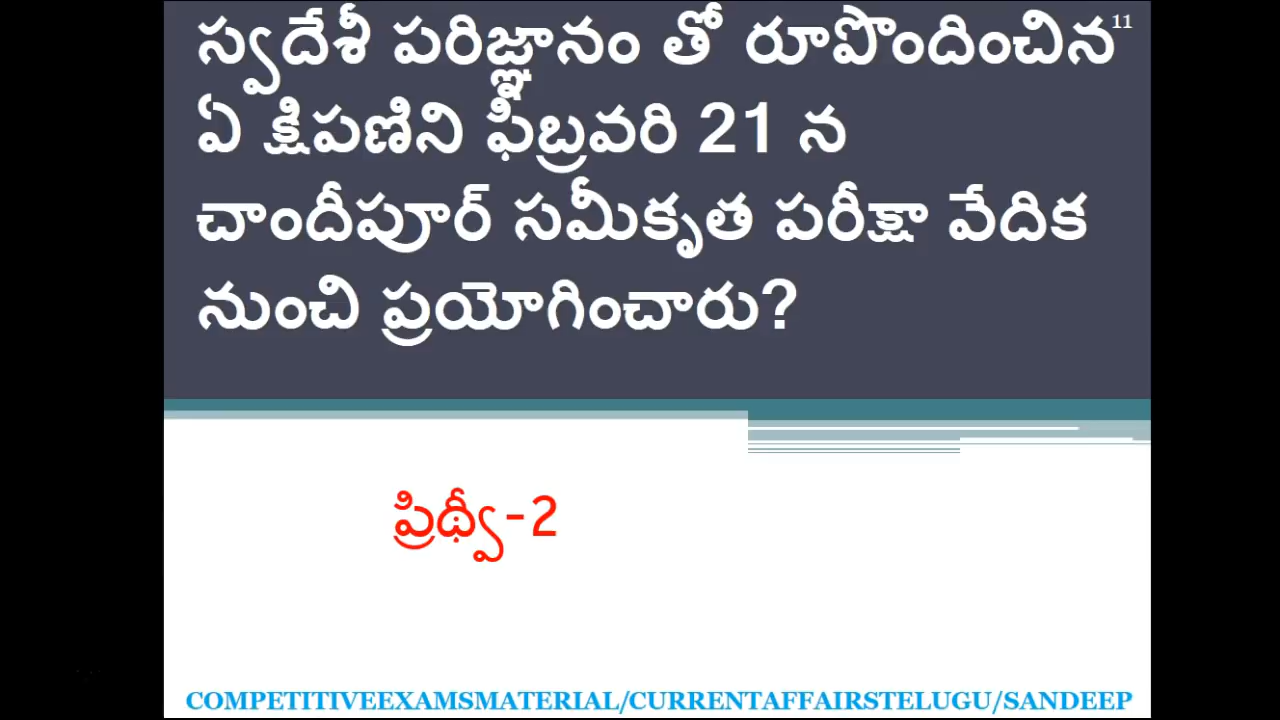 స్వదేశీ పరిజ్ఞానం తో రూపొందించిన 11
ఏ క్షిపణిని ఫిబ్రవరి 21 న
చాందీపూర్ సమీకృత పరీక్షా వేదిక
నుంచి ప్రయోగించారు?
ప్రిథ్వీ-2
COMPETITIVEEXAMSMATERIAL/CURRENTAFFAIRSTELUGU/SANDEEP